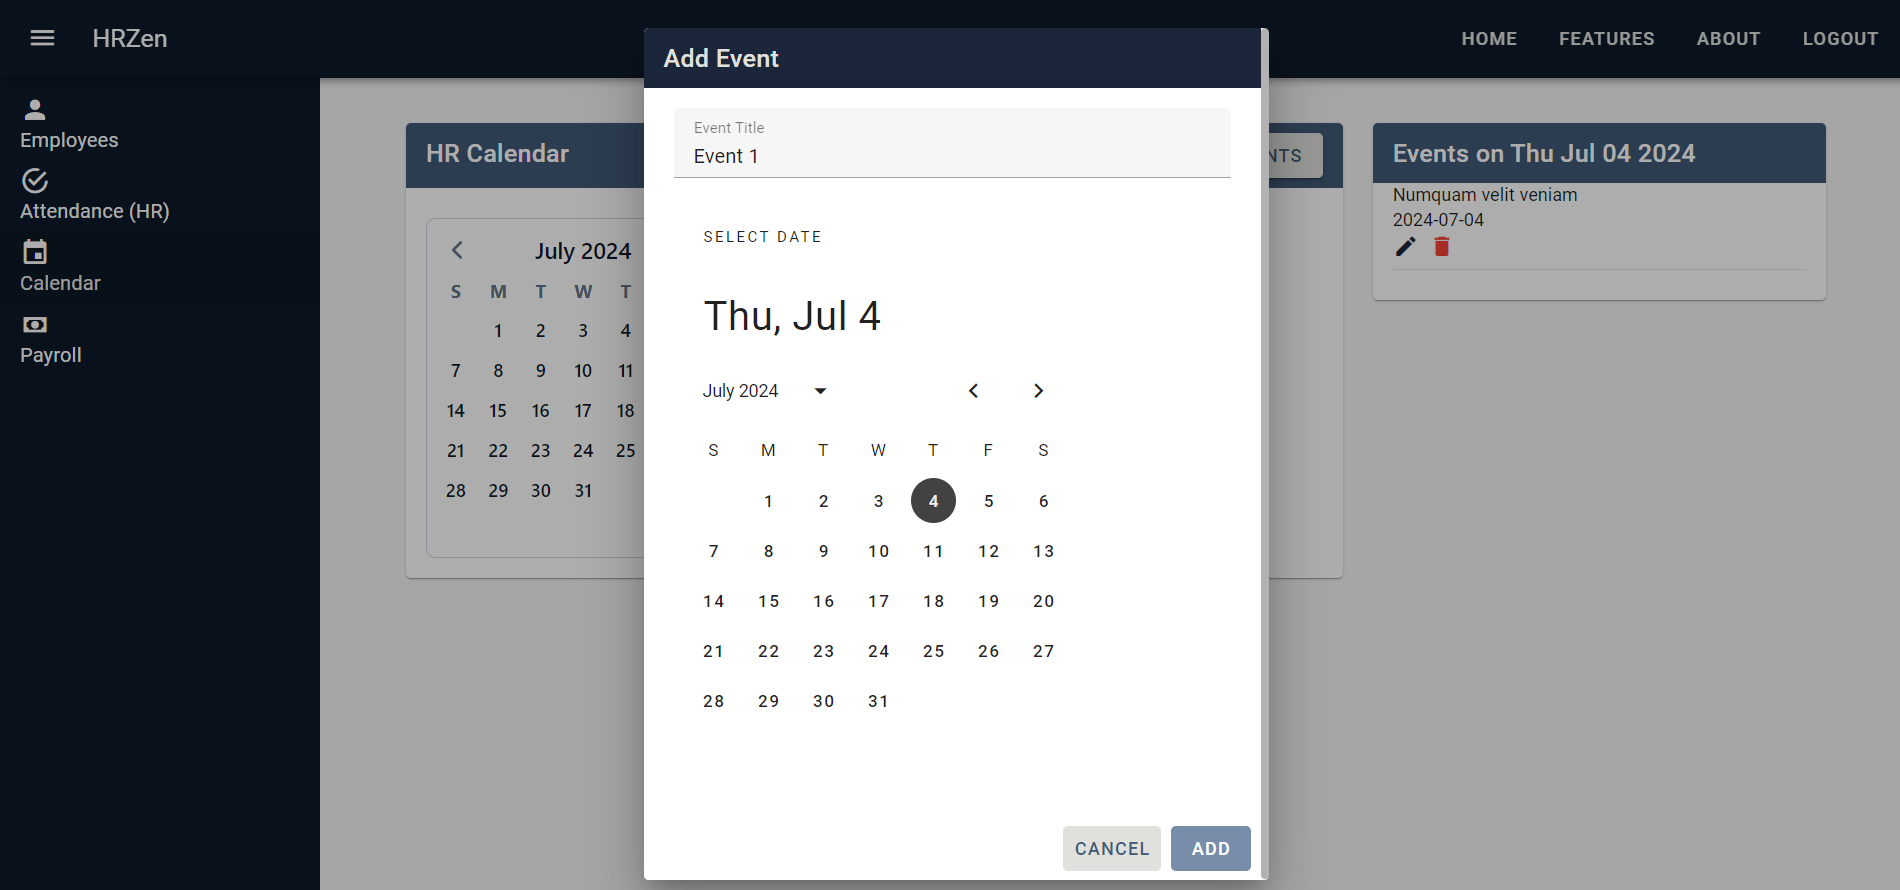 HRZen
HOME FEATURES ABOUT LOGOUT
Employees
Attendance (HR)
Calendar
Payroll
HR Calendar
July 2024
S M T W T
1 2 3 4
7 8 9 10 11
14 15 16 17 18
21 22 23 24 25
28 29 30 31
Add Event
Event Title
Event 1
SELECT DATE
Thu, Jul 4
July 2024
S M T W T F S
1 2 3 4 5 6
7 8 9 10 11 12 13
14 15 16 17 18 19 20
21 22 23 24 25 26 27
28 29 30 31
CANCEL ADD
NTS
Events on Thu Jul 04 2024
Numquam velit veniam
2024-07-04